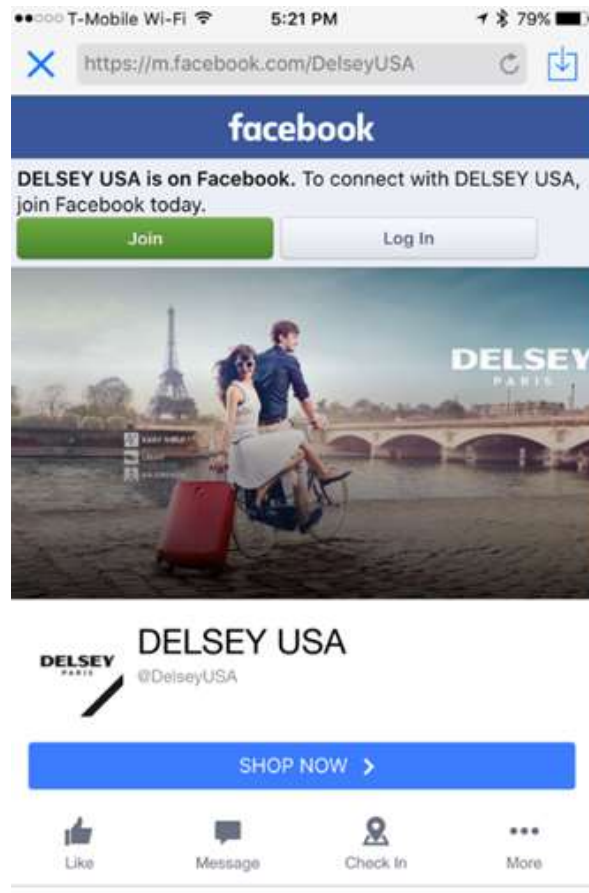 T-Mobile Wi-Fi 5:21 PM 79%
https://m.facebook.com/DelseyUSA
facebook
DELSEY USA is on Facebook. To connect with DELSEY USA,
join Facebook today.
Join Log In
DELSEY
PARIS
DELSEY
PARIS
DELSEY USA
@DelseyUSA
SHOP NOW
Like Message Check In More